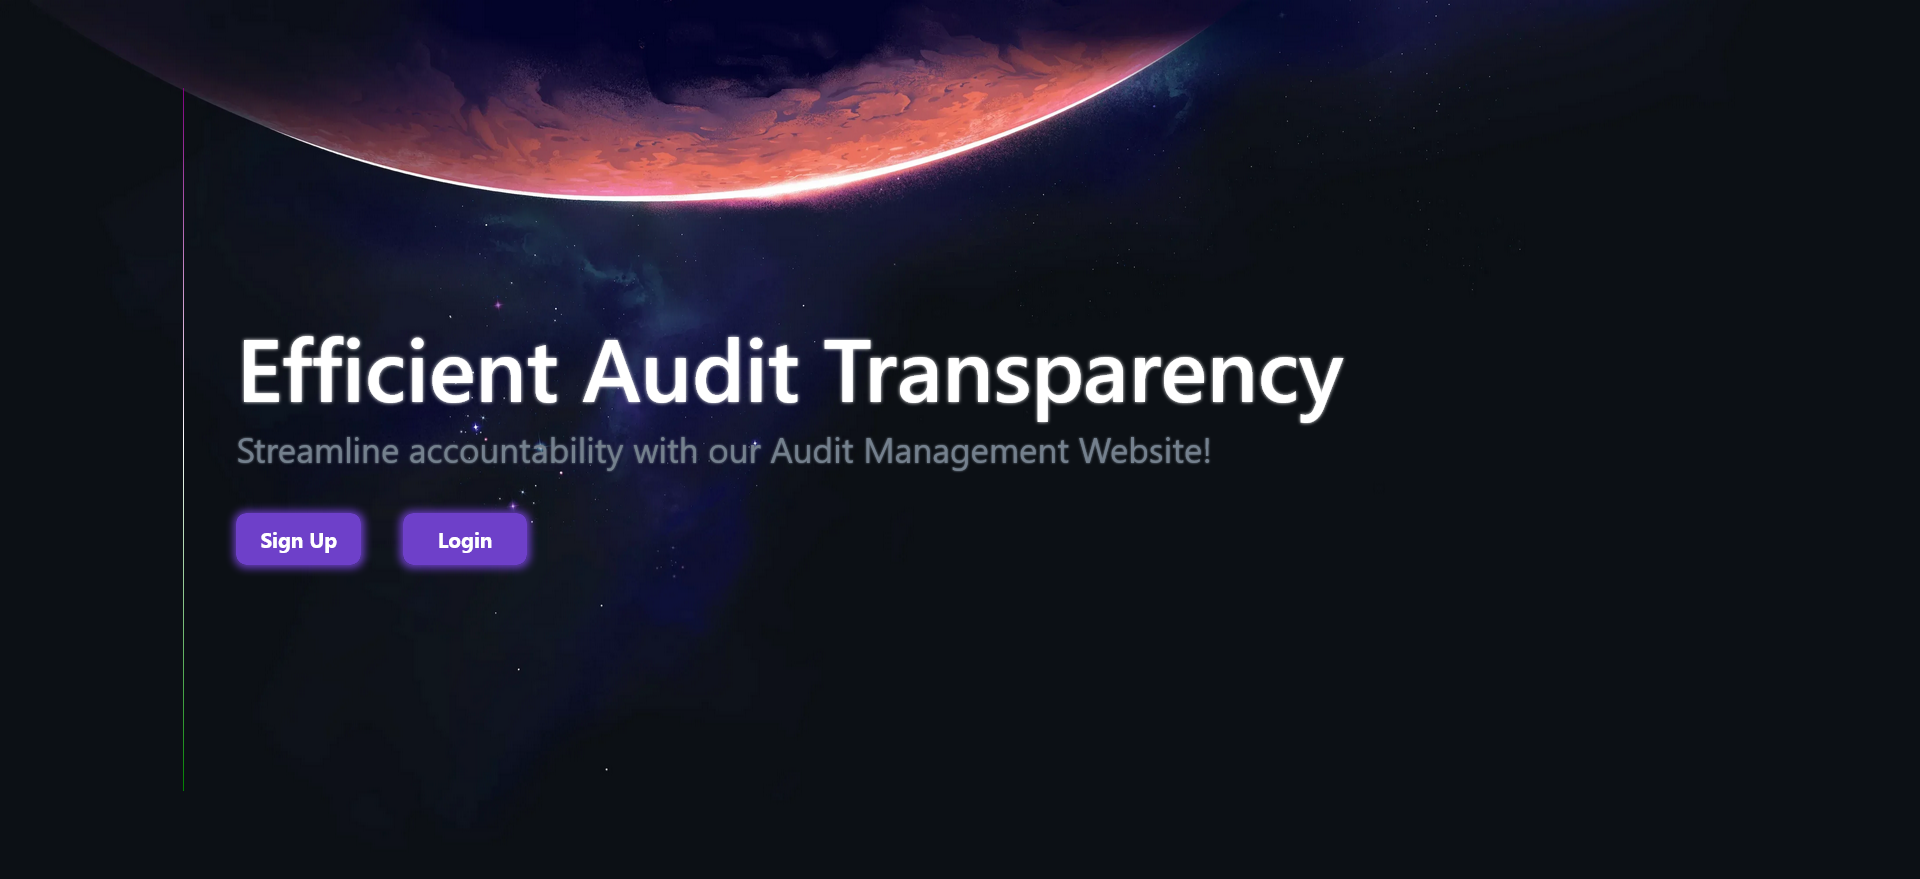 Efficient Audit Transparency
Streamline accountability with our Audit Management Website!
Sign Up
Login